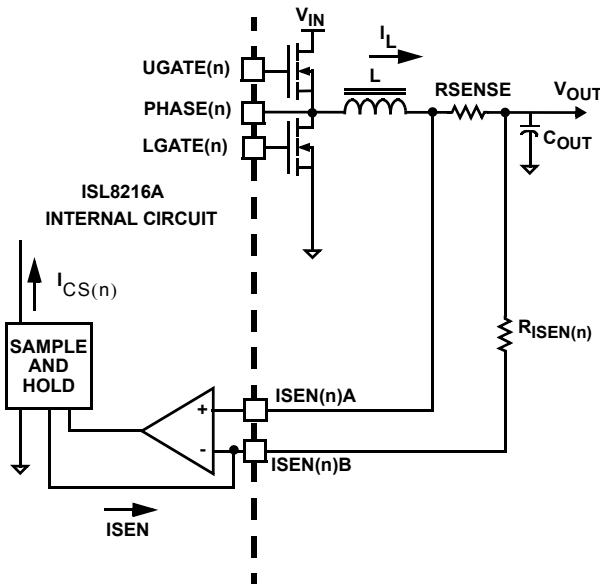 V_IN
I_L
UGATE(n)
L
RSENSE
V_OUT
PHASE(n)
C_OUT
LGATE(n)
ISL8216A
INTERNAL CIRCUIT
I_CS(n)
R_ISEN(n)
SAMPLE
AND
HOLD
+
ISEN(n)A
-
ISEN(n)B
ISEN